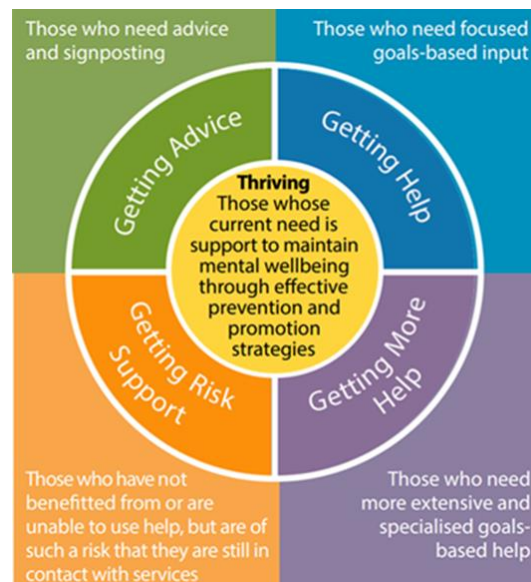 Those who need advice
and signposting
Those who need focused
goals-based input
Getting Advice
Getting Help
Thriving
Those whose
current need is
support to maintain
mental wellbeing
through effective
prevention and
promotion
strategies
Getting Risk
Support
Getting More
Help
Those who have not
benefitted from or are
unable to use help, but are of
such a risk that they are still in
contact with services
Those who need
more extensive and
specialised goals-
based help